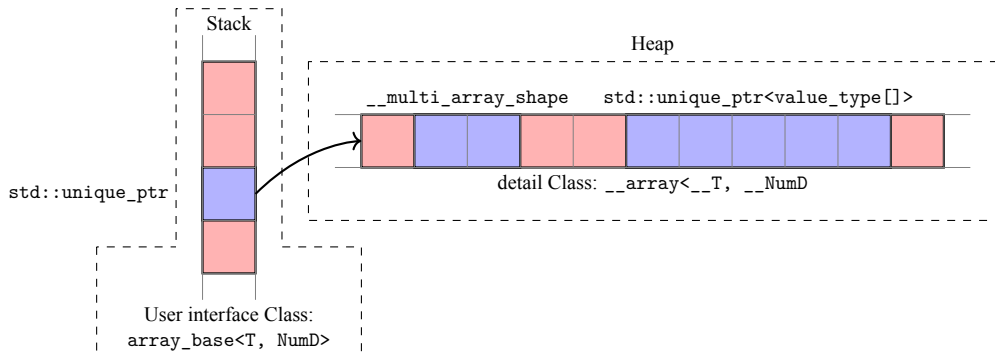 Stack
Heap
__multi_array_shape
std::unique_ptr<value_type[]>
std::unique_ptr
detail Class: __array<__T, __NumD
User interface Class:
array_base<T, NumD>